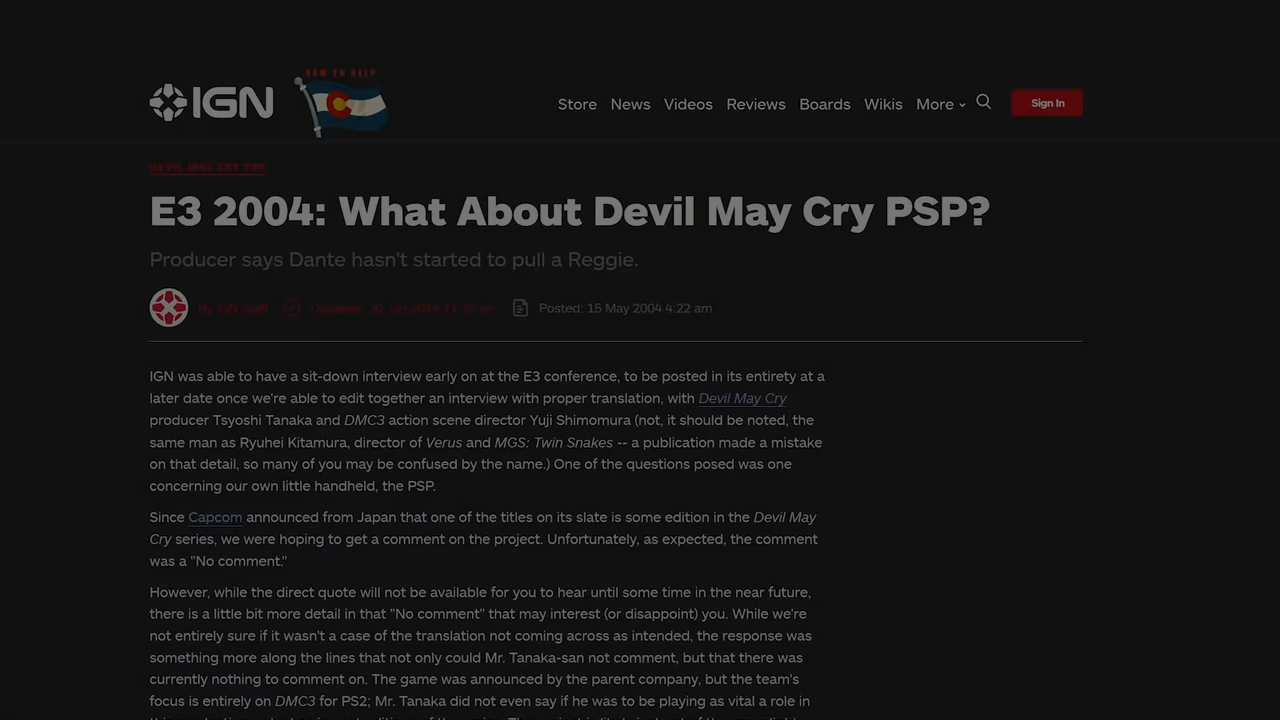 HOW TO HELP
IGN
Store News Videos Reviews Boards Wikis More Sign In
DEVIL MAY CRY PSP
E3 2004: What About Devil May Cry PSP?
Producer says Dante hasn't started to pull a Reggie.
By IGN Staff Posted: 15 May 2004 4:22 am
IGN was able to have a sit-down interview early on at the E3 conference, to be posted in its entirety at a
later date once we're able to edit together an interview with proper translation, with Devil May Cry
producer Tsyoshi Tanaka and DMC3 action scene director Yuji Shimomura (not, it should be noted, the
same man as Ryuhei Kitamura, director of Verus and MGS: Twin Snakes -- a publication made a mistake
on that detail, so many of you may be confused by the name.) One of the questions posed was one
concerning our own little handheld, the PSP.
Since Capcom announced from Japan that one of the titles on its slate is some edition in the Devil May
Cry series, we were hoping to get a comment on the project. Unfortunately, as expected, the comment
was a "No comment."
However, while the direct quote will not be available for you to hear until some time in the near future,
there is a little bit more detail in that "No comment" that may interest (or disappoint) you. While we're
not entirely sure if it wasn't a case of the translation not coming across as intended, the response was
something more along the lines that not only could Mr. Tanaka-san not comment, but that there was
currently nothing to comment on. The game was announced by the parent company, but the team's
focus is entirely on DMC3 for PS2; Mr. Tanaka did not even say if he was to be playing as vital a role in